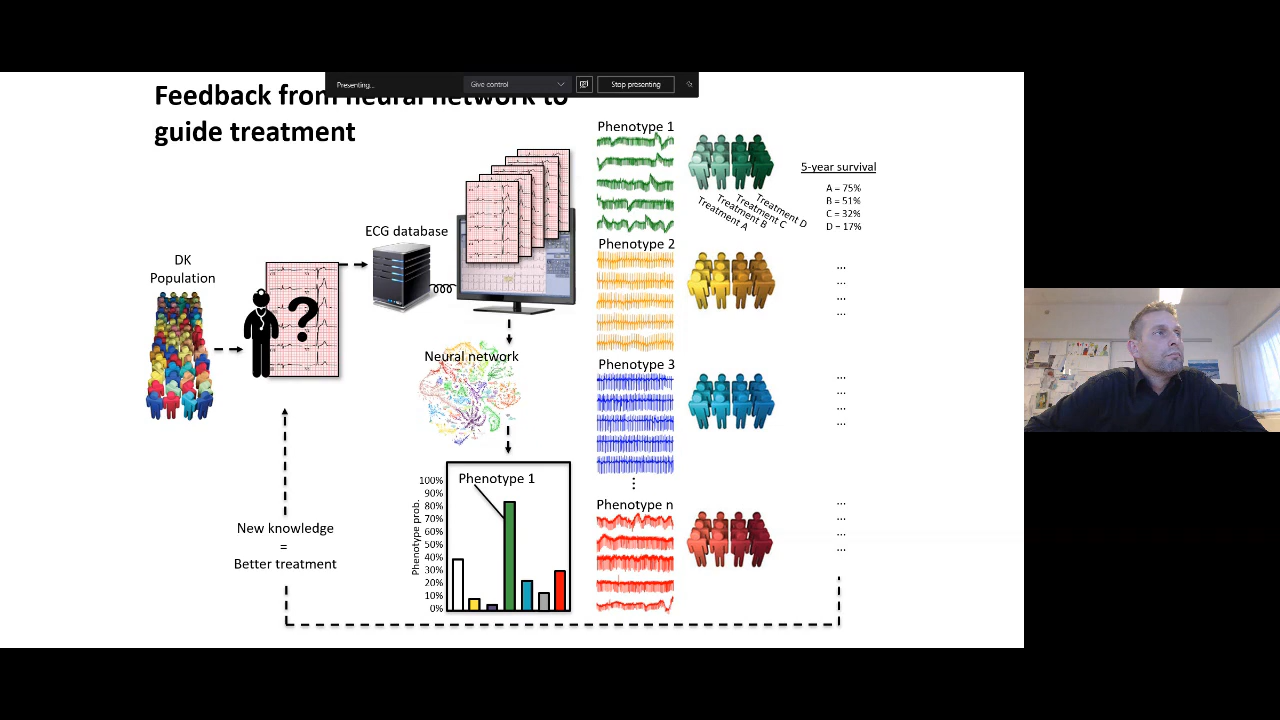 Presenting...
Give control
Stop presenting
Feedback from neural network to
guide treatment
DK
Population
?
ECG database
Neural network
Phenotype 1
Phenotype prob.
100%
90%
80%
70%
60%
50%
40%
30%
20%
10%
0%
New knowledge
=
Better treatment
Phenotype 1
Treatment A
Treatment B
Treatment C
Treatment D
5-year survival
A = 75%
B = 51%
C = 32%
D = 17%
Phenotype 2
...
...
...
...
Phenotype 3
...
...
...
...
Phenotype n
...
...
...
...